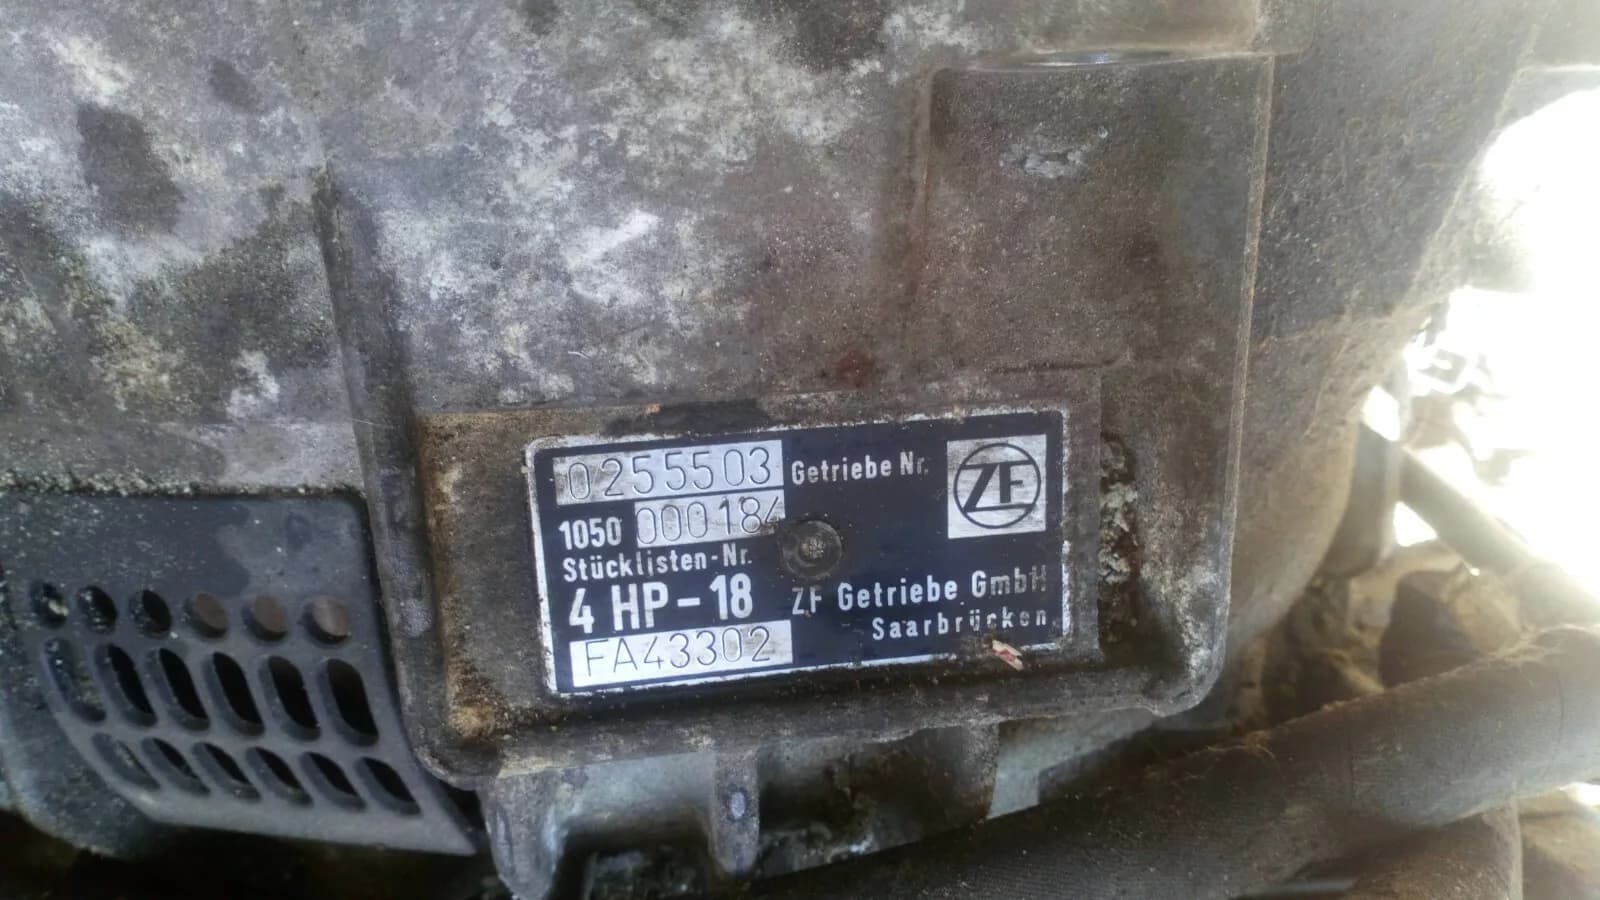 0255503 Getriebe Nr. ZF
1050 000184
Stücklisten-Nr.
4 HP-18 ZF Getriebe GmbH
Saarbrücken
FA43302